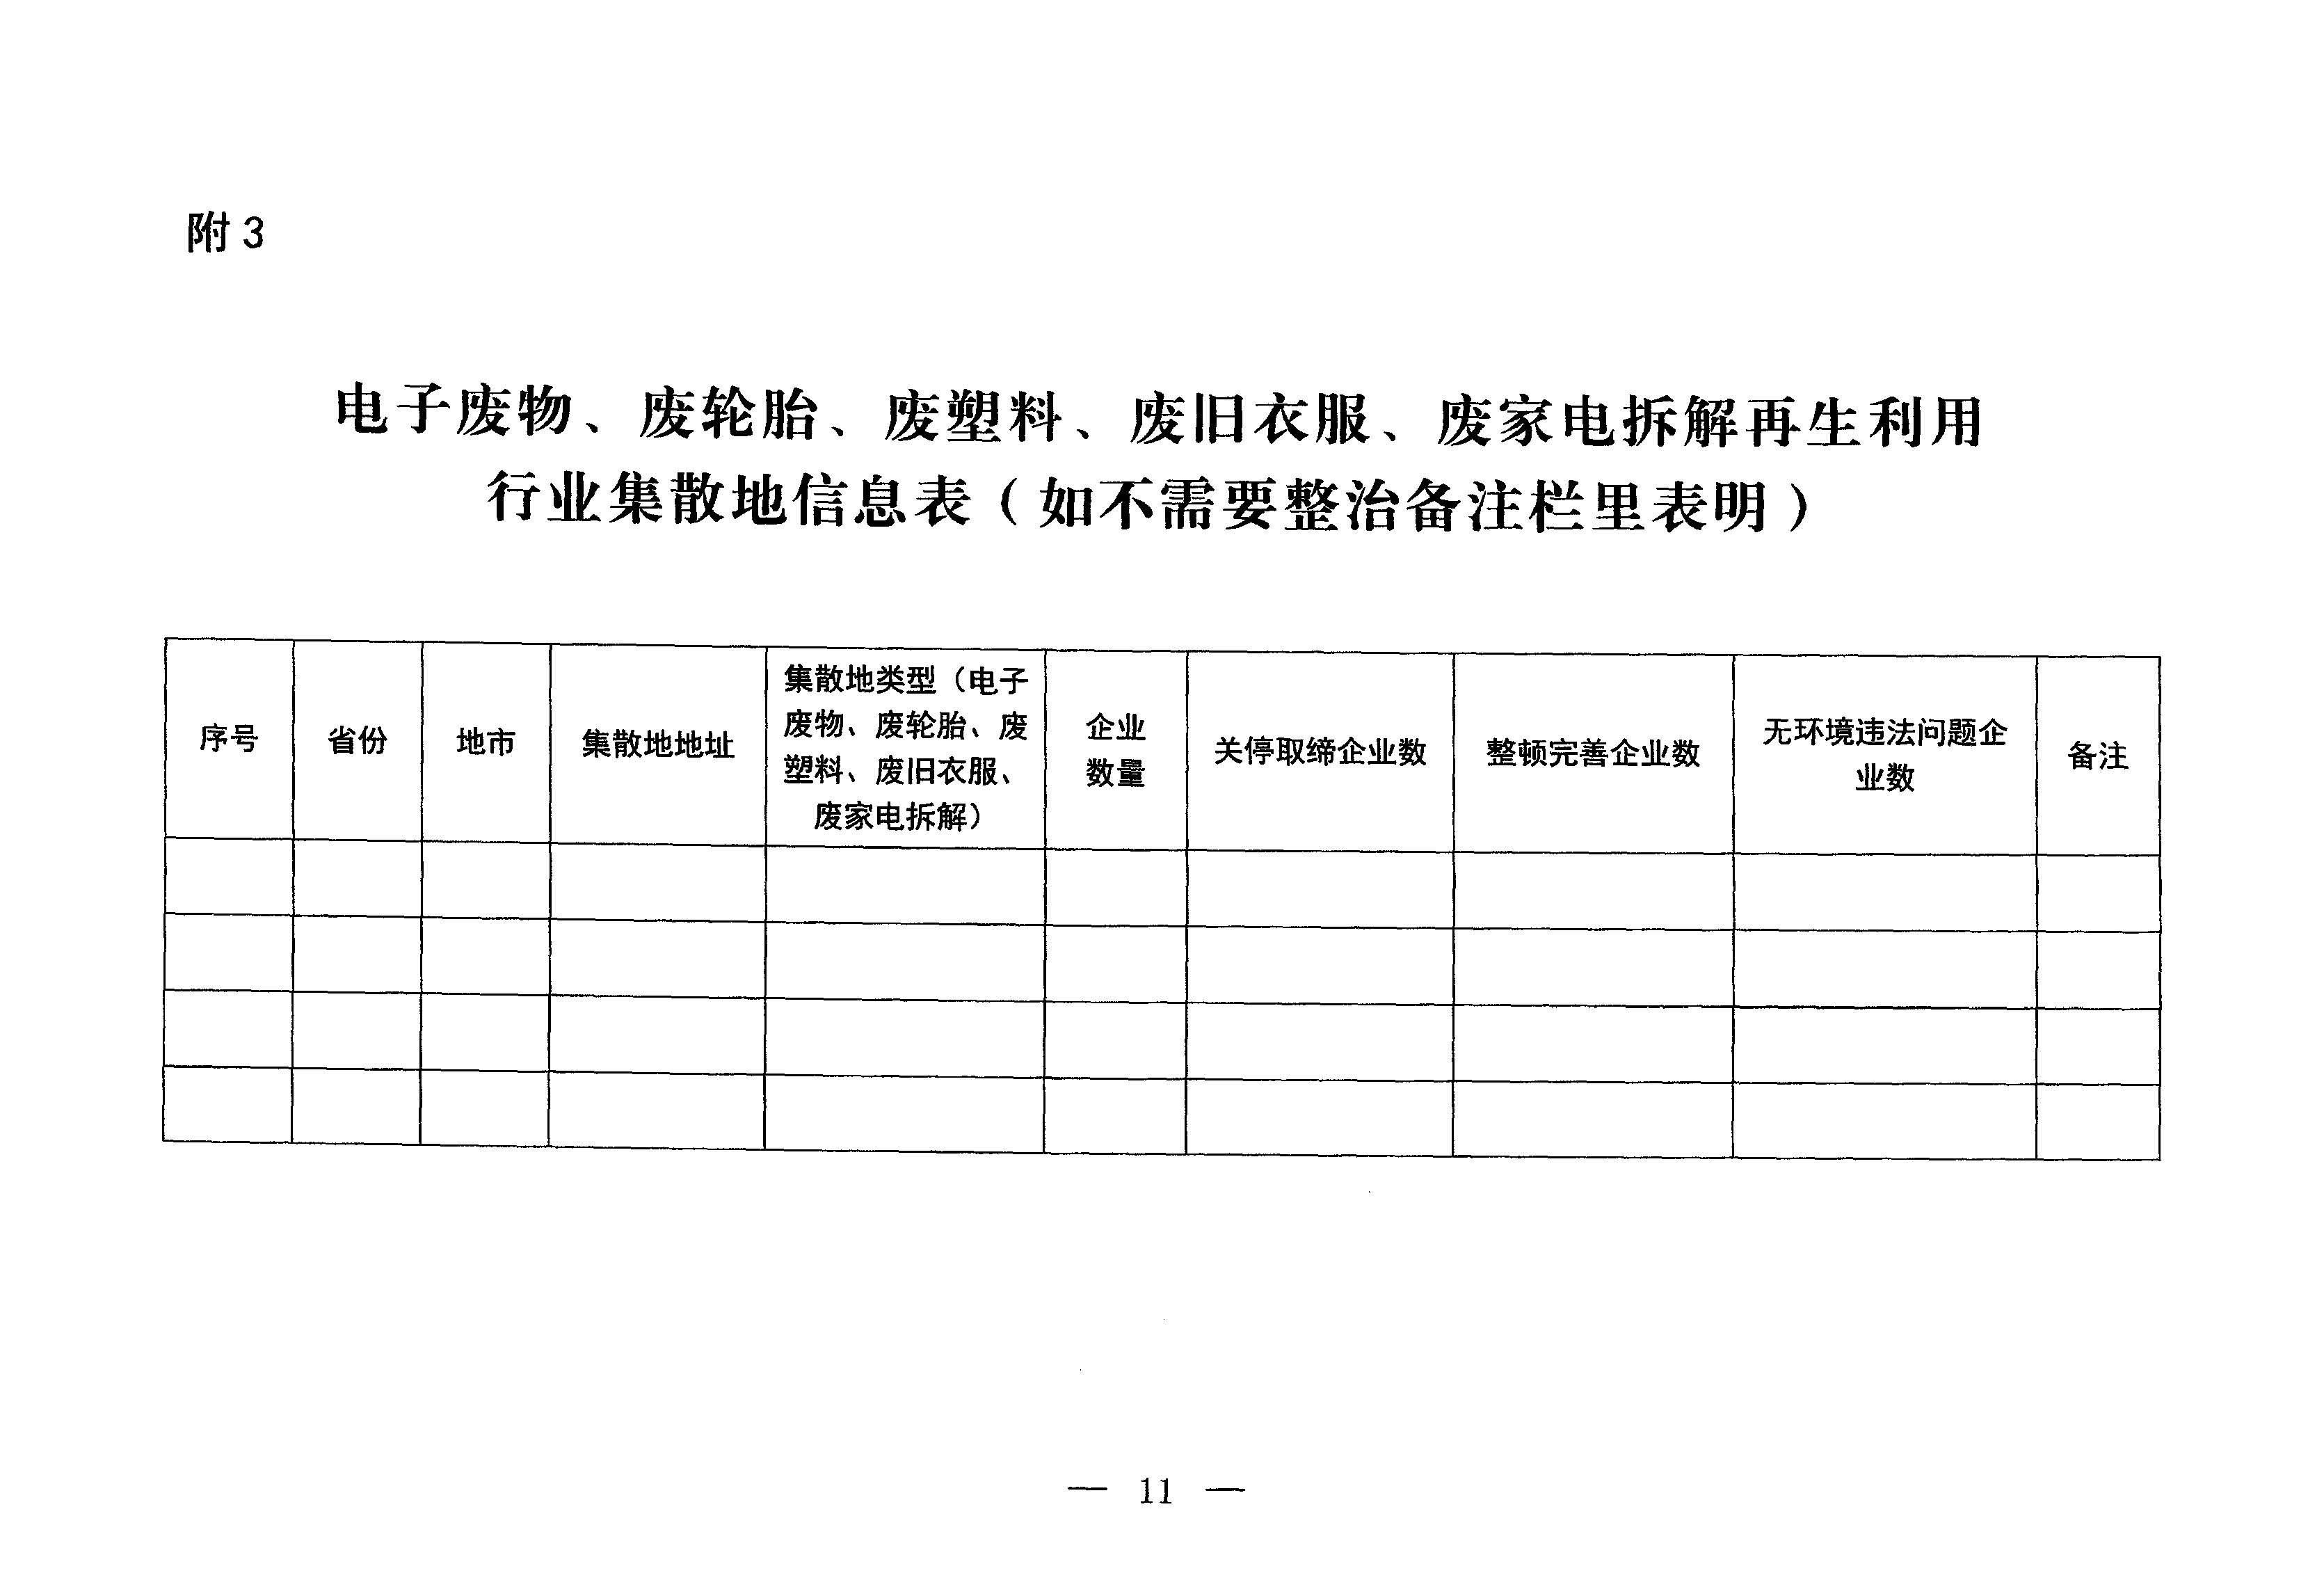 附3
电子废物、废轮胎、废塑料、废旧衣服、废家电拆解再生利用
行业集散地信息表（如不需要整治备注栏里表明）
序号
省份
地市
集散地地址
集散地类型（电子
废物、废轮胎、废
塑料、废旧衣服、
废家电拆解）
企业
数量
关停取缔企业数
整顿完善企业数
无环境违法问题企
业数
备注
— 11 —